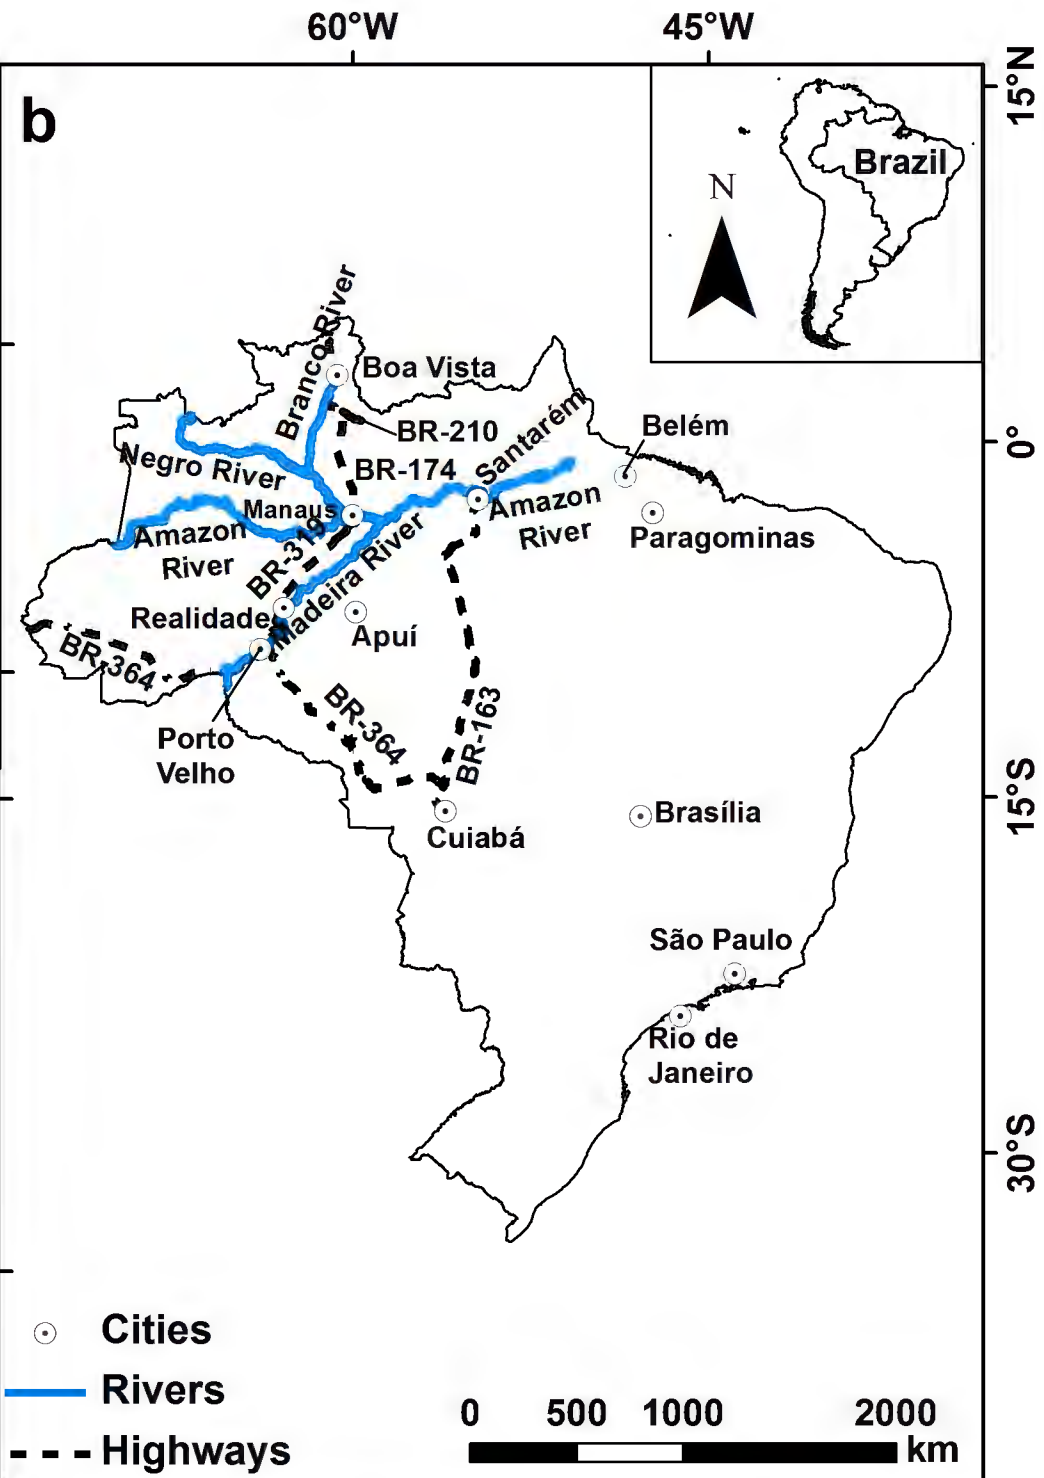 60°W
45°W
15°N
b
Brazil
N
Branco River
Boa Vista
BR-210
Santarém
Belém
0°
Negro River
BR-174
Manaus
Amazon
River
Amazon
River
Paragominas
BR-319
Madeira River
Realidade
Apuí
BR-364
BR-364
BR-163
Porto
Velho
15°S
Cuiabá
Brasília
São Paulo
Rio de
Janeiro
30°S
Cities
Rivers
Highways
0 500 1000 2000
km